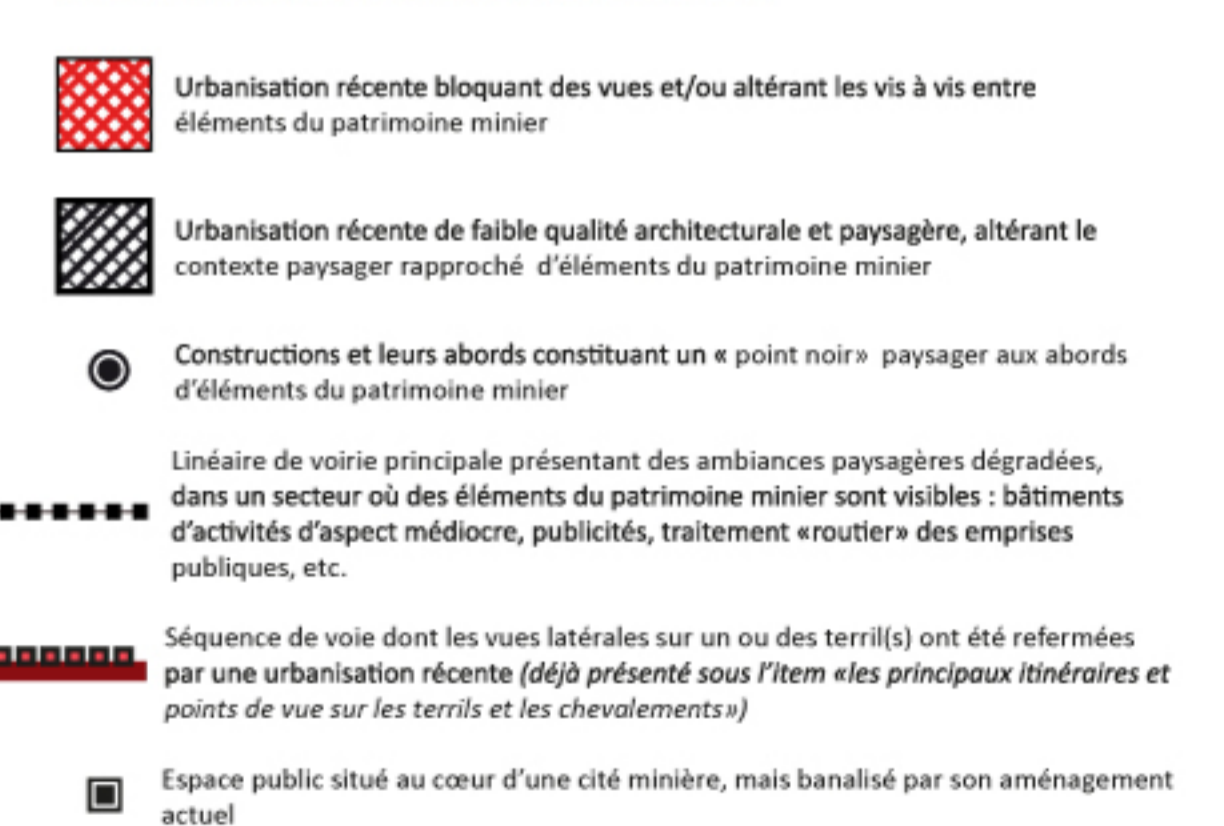 Urbanisation récente bloquant des vues et/ou altérant les vis à vis entre
éléments du patrimoine minier
Urbanisation récente de faible qualité architecturale et paysagère, altérant le
contexte paysager rapproché  d'éléments du patrimoine minier
Constructions et leurs abords constituant un « point noir»  paysager aux abords
d'éléments du patrimoine minier
Linéaire de voirie principale présentant des ambiances paysagères dégradées,
dans un secteur où des éléments du patrimoine minier sont visibles : bâtiments
d'activités d'aspect médiocre, publicités, traitement «routier» des emprises
publiques, etc.
Séquence de voie dont les vues latérales sur un ou des terril(s) ont été refermées
par une urbanisation récente (déjà présenté sous l'item «les principaux itinéraires et
points de vue sur les terrils et les chevalements»)
Espace public situé au cœur d'une cité minière, mais banalisé par son aménagement
actuel